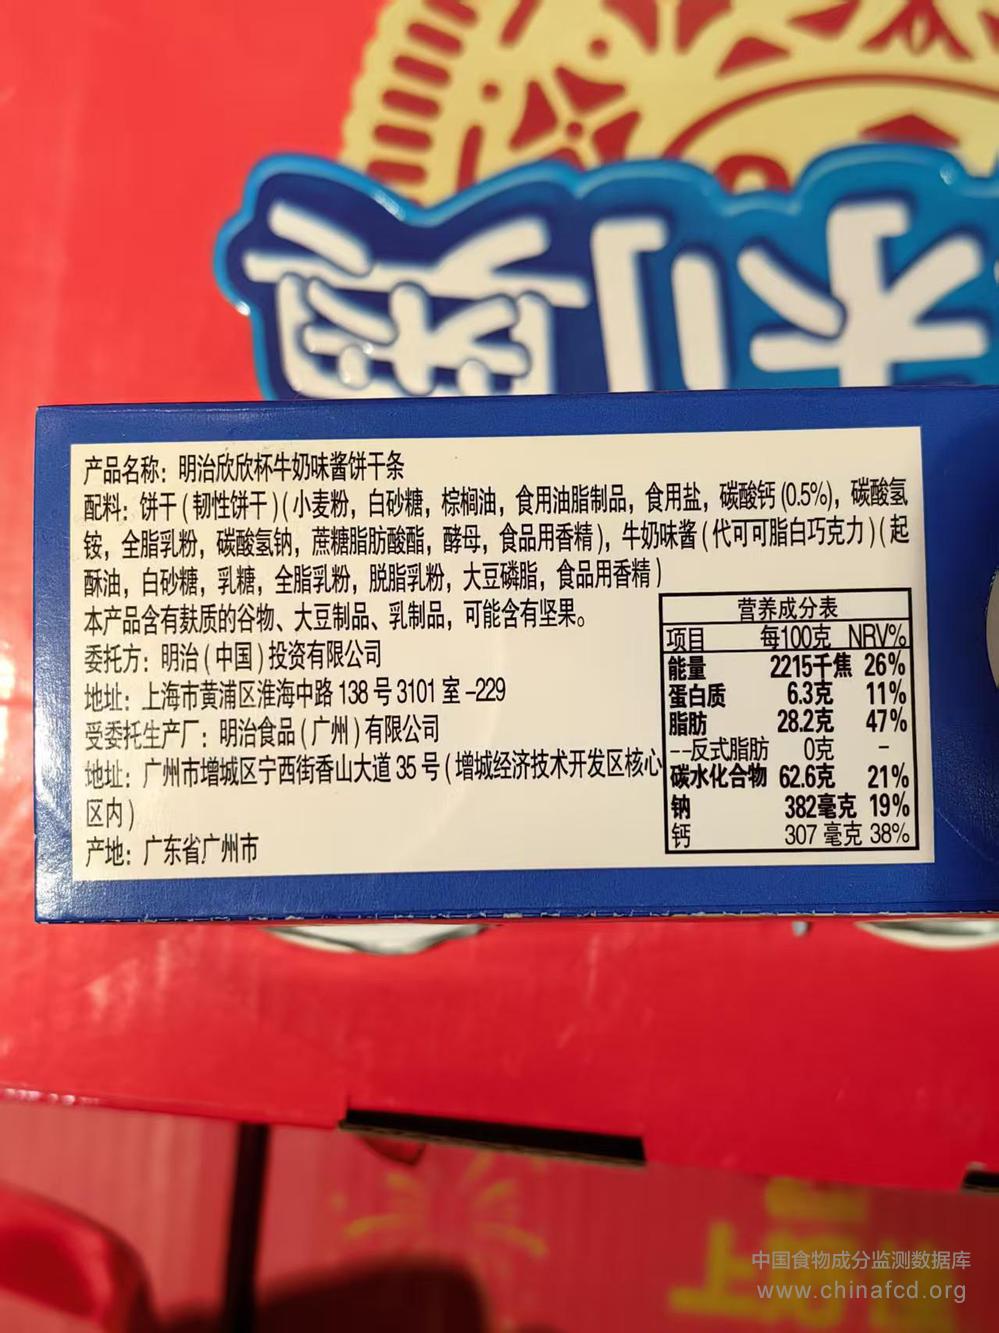 奥利
产品名称：明治欣欣杯牛奶味酱饼干条
配料：饼干(韧性饼干)(小麦粉，白砂糖，棕榈油，食用油脂制品，食用盐，碳酸钙(0.5%)，碳酸氢
铵，全脂乳粉，碳酸氢钠，蔗糖脂肪酸酯，酵母，食品用香精)，牛奶味酱(代可可脂白巧克力)(起
酥油，白砂糖，乳糖，全脂乳粉，脱脂乳粉，大豆磷脂，食品用香精)
本产品含有麸质的谷物、大豆制品、乳制品，可能含有坚果。
委托方：明治(中国)投资有限公司
地址：上海市黄浦区淮海中路138号3101室-229
受委托生产厂：明治食品(广州)有限公司
地址：广州市增城区宁西街香山大道35号(增城经济技术开发区核心
区内)
产地：广东省广州市
营养成分表
项目 每100克 NRV%
能量 2215千焦 26%
蛋白质 6.3克 11%
脂肪 28.2克 47%
--反式脂肪 0克 -
碳水化合物 62.6克 21%
钠 382毫克 19%
钙 307毫克 38%
中国食物成分监测数据库
www.chinafcd.org